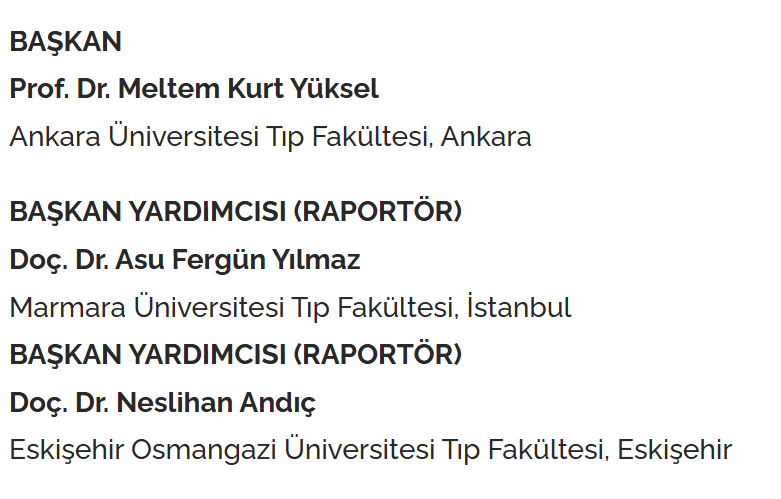 BAŞKAN
Prof. Dr. Meltem Kurt Yüksel
Ankara Üniversitesi Tıp Fakültesi, Ankara
BAŞKAN YARDIMCISI (RAPORTÖR)
Doç. Dr. Asu Fergün Yılmaz
Marmara Üniversitesi Tıp Fakültesi, İstanbul
BAŞKAN YARDIMCISI (RAPORTÖR)
Doç. Dr. Neslihan Andıç
Eskişehir Osmangazi Üniversitesi Tıp Fakültesi, Eskişehir